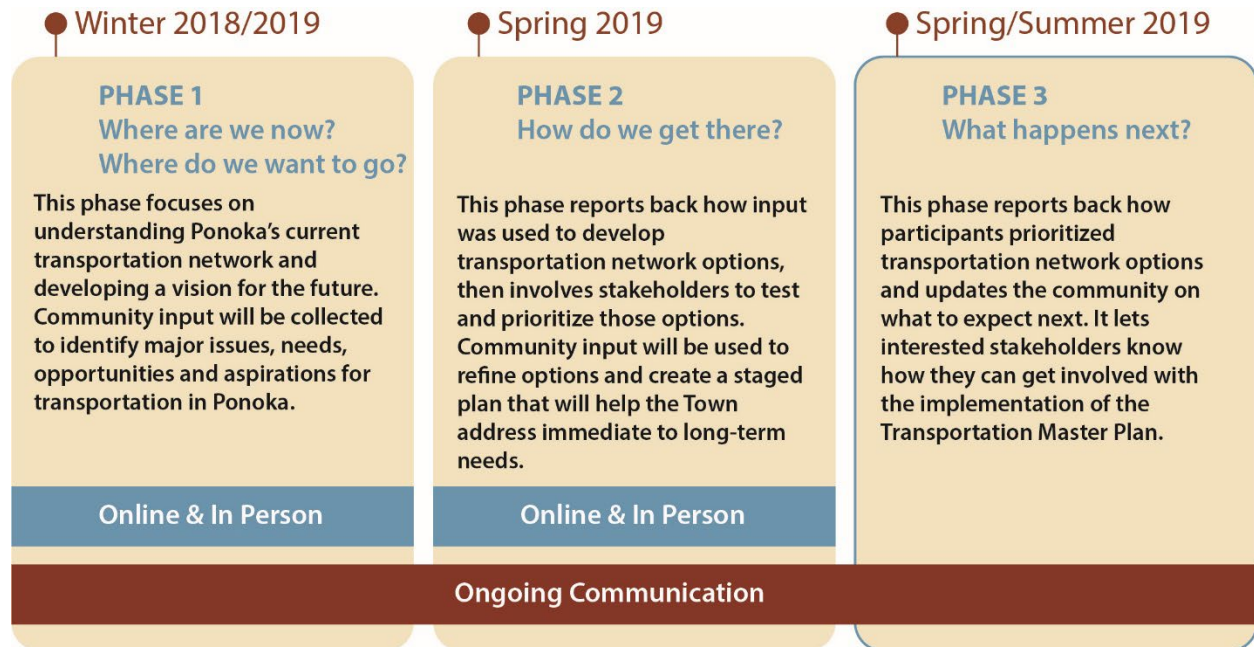 Winter 2018/2019
PHASE 1
Where are we now?
Where do we want to go?
This phase focuses on
understanding Ponoka’s current
transportation network and
developing a vision for the future.
Community input will be collected
to identify major issues, needs,
opportunities and aspirations for
transportation in Ponoka.
Online & In Person
Spring 2019
PHASE 2
How do we get there?
This phase reports back how input
was used to develop
transportation network options,
then involves stakeholders to test
and prioritize those options.
Community input will be used to
refine options and create a staged
plan that will help the Town
address immediate to long-term
needs.
Online & In Person
Spring/Summer 2019
PHASE 3
What happens next?
This phase reports back how
participants prioritized
transportation network options
and updates the community on
what to expect next. It lets
interested stakeholders know
how they can get involved with
the implementation of the
Transportation Master Plan.
Ongoing Communication